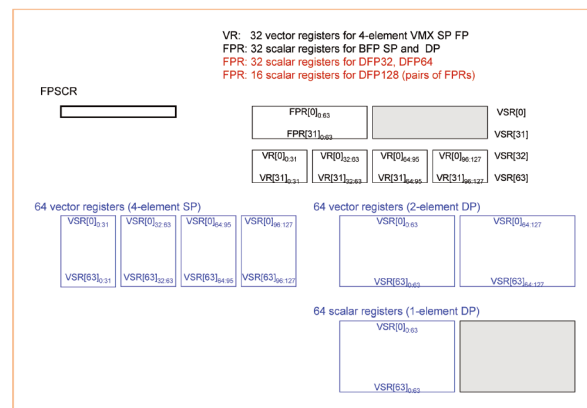 VR: 32 vector registers for 4-element VMX SP FP
FPR: 32 scalar registers for BFP SP and DP
FPR: 32 scalar registers for DFP32, DFP64
FPR: 16 scalar registers for DFP128 (pairs of FPRs)
FPSCR
FPR[0]0:63 VSR[0]
FPR[31]0:63 VSR[31]
VR[0]0:31 VR[0]32:63 VR[0]64:95 VR[0]96:127 VSR[32]
VR[31]0:31 VR[31]32:63 VR[31]64:95 VR[31]96:127 VSR[63]
64 vector registers (4-element SP)
VSR[0]0:31 VSR[0]32:63 VSR[0]64:95 VSR[0]96:127
VSR[63]0:31 VSR[63]32:63 VSR[63]64:95 VSR[63]96:127
64 vector registers (2-element DP)
VSR[0]0:63 VSR[0]64:127
VSR[63]0:63 VSR[63]64:127
64 scalar registers (1-element DP)
VSR[0]0:63
VSR[63]0:63